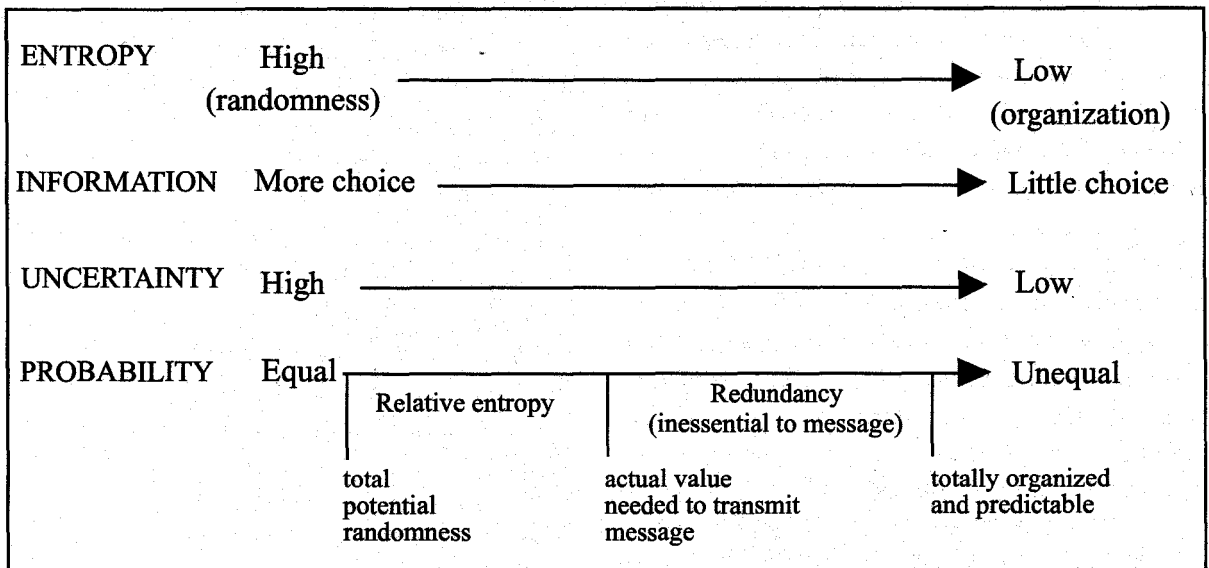 ENTROPY High Low
(randomness) (organization)
INFORMATION More choice Little choice
UNCERTAINTY High Low
PROBABILITY Equal Unequal
Relative entropy Redundancy
(inessential to message)
total actual value totally organized
potential needed to transmit and predictable
randomness message